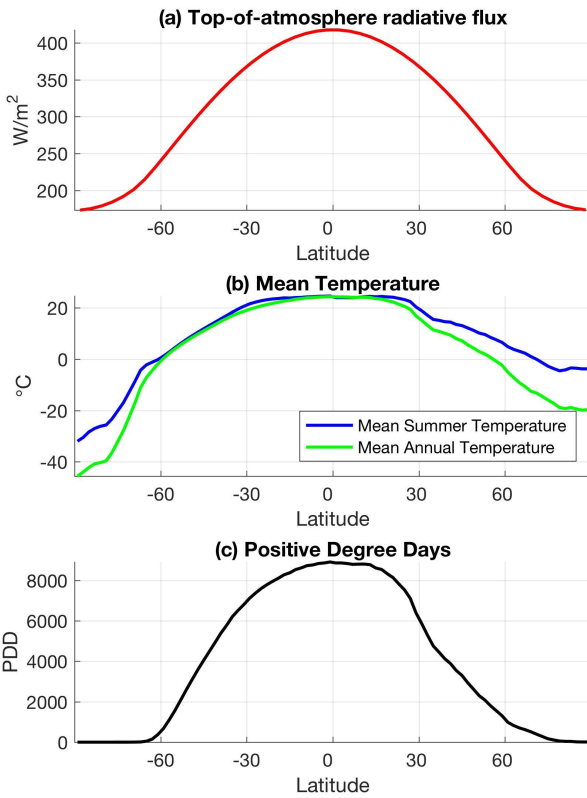 (a) Top-of-atmosphere radiative flux
400
350
300
250
200
W/m²
-60 -30 0 30 60
Latitude
(b) Mean Temperature
20
0
-20
-40
°C
Mean Summer Temperature
Mean Annual Temperature
-60 -30 0 30 60
Latitude
(c) Positive Degree Days
8000
6000
4000
2000
0
PDD
-60 -30 0 30 60
Latitude